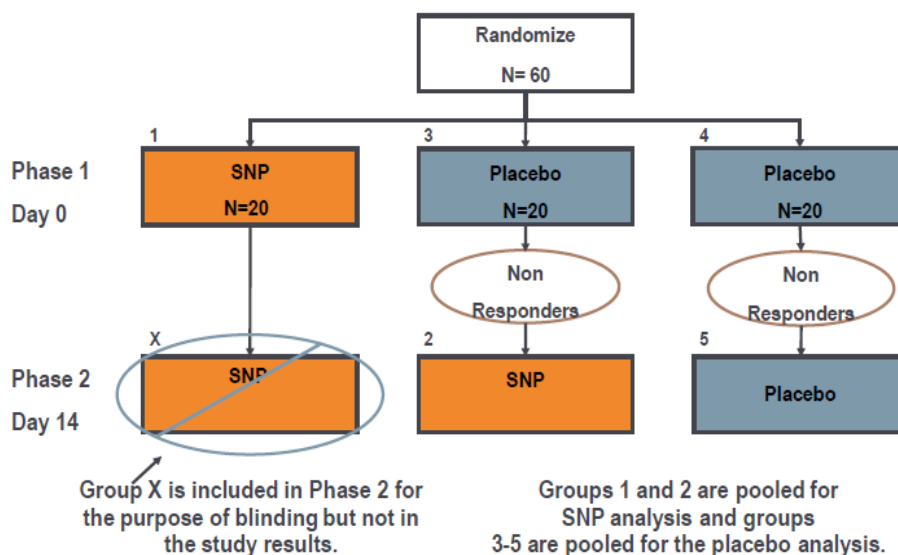 Randomize
N= 60
1
3
4
Phase 1
Day 0
SNP
N=20
Placebo
N=20
Placebo
N=20
Non
Responders
Non
Responders
X
2
5
Phase 2
Day 14
SNP
SNP
Placebo
Group X is included in Phase 2 for
the purpose of blinding but not in
the study results.
Groups 1 and 2 are pooled for
SNP analysis and groups
3-5 are pooled for the placebo analysis.